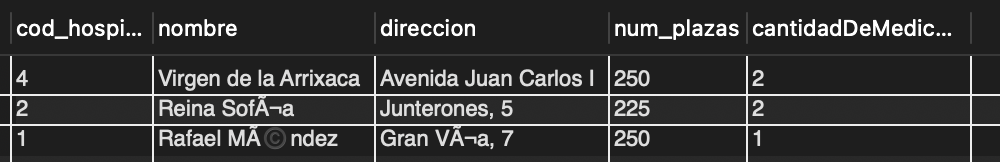 cod_hospi... nombre direccion num_plazas cantidadDeMedic...
4 Virgen de la Arrixaca Avenida Juan Carlos I 250 2
2 Reina SofÃ¬a Junterones, 5 225 2
1 Rafael MÃ©ndez Gran VÃ¬a, 7 250 1